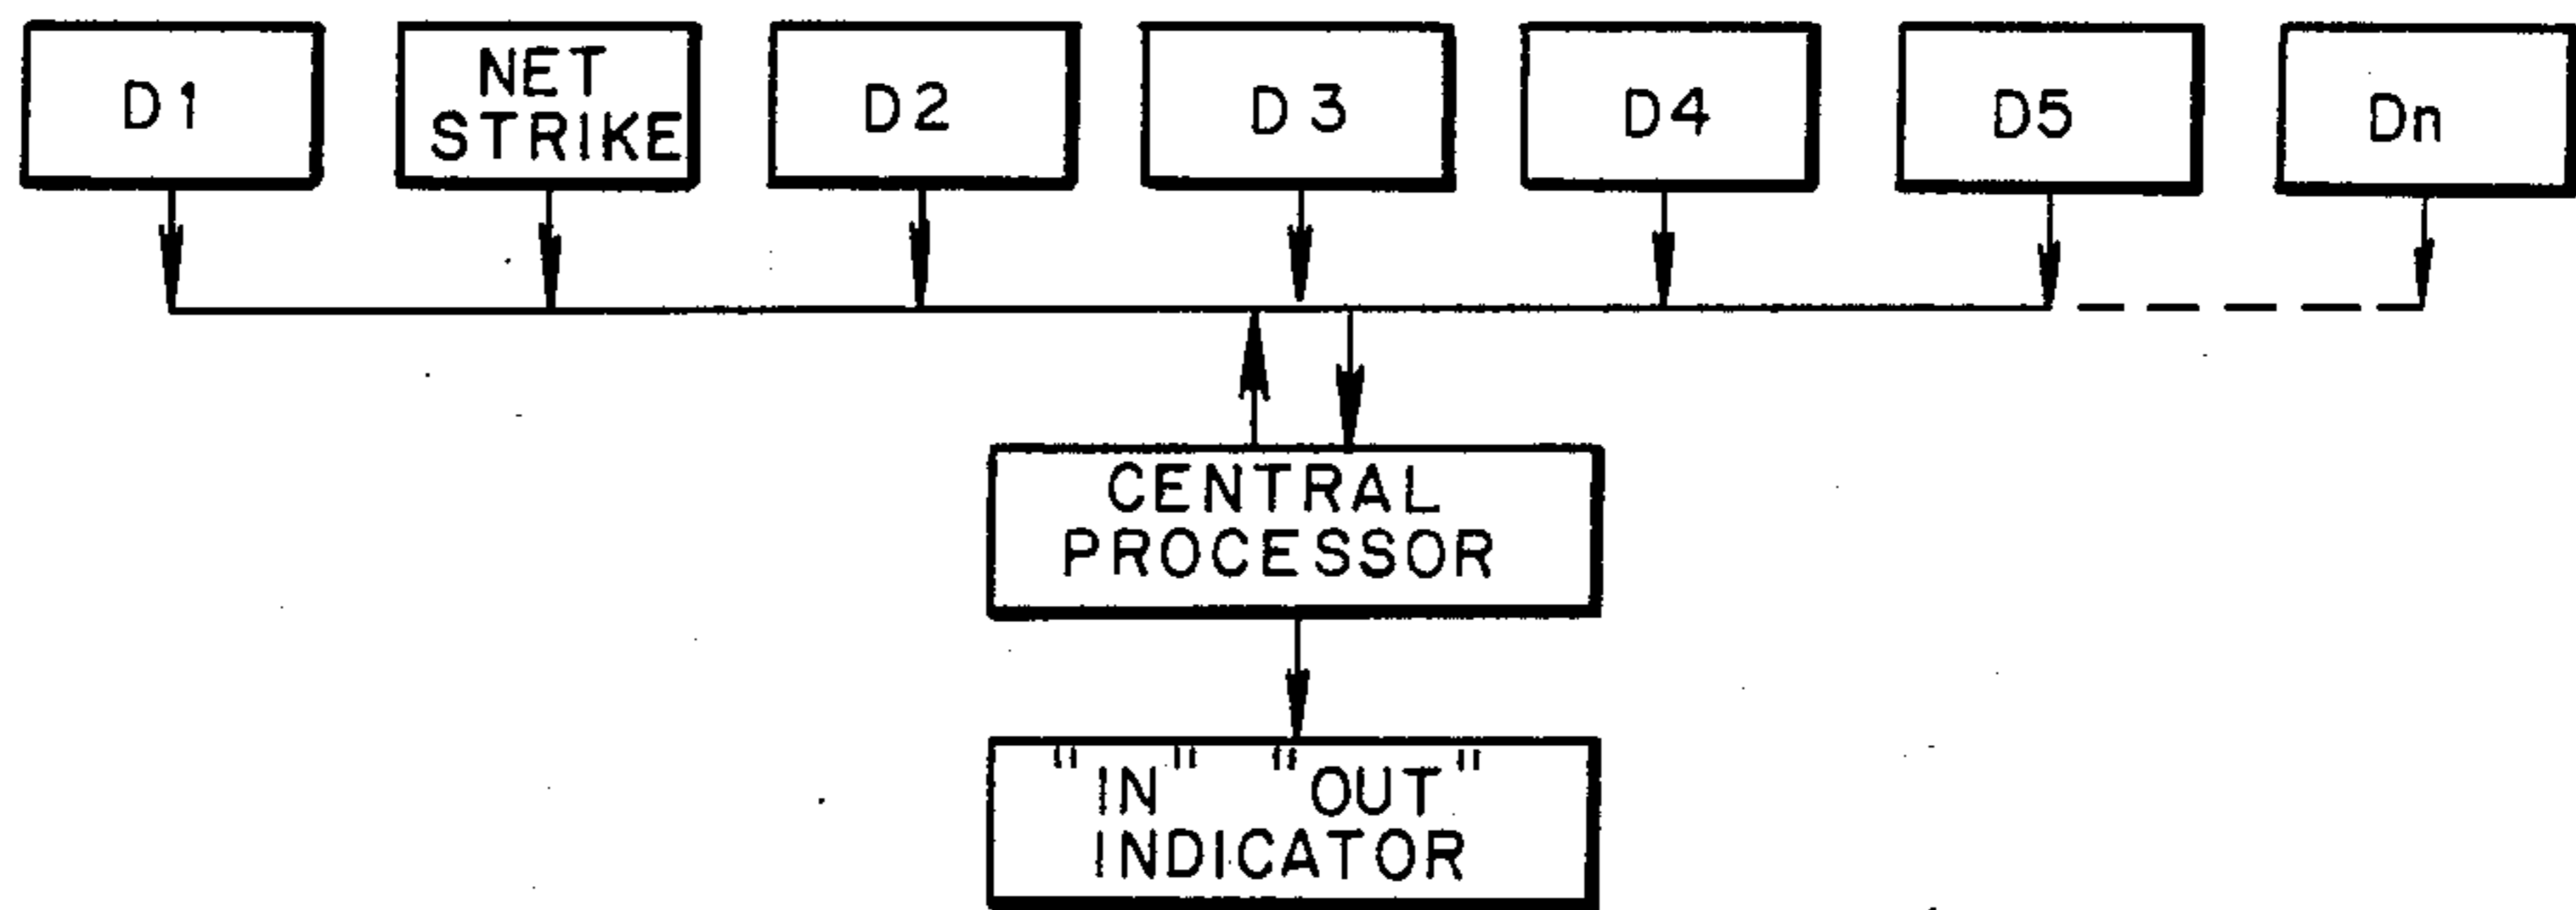 D1
NET
STRIKE
D2
D3
D4
D5
Dn
CENTRAL
PROCESSOR
"IN" "OUT"
INDICATOR